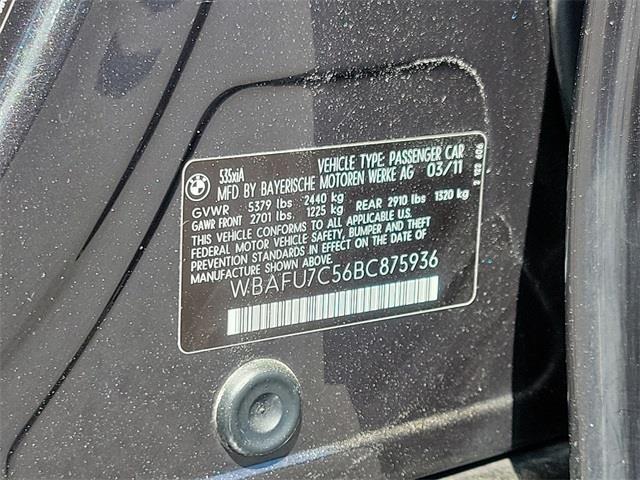 535xiA VEHICLE TYPE: PASSENGER CAR
MFD BY BAYERISCHE MOTOREN WERKE AG 03/11
GVWR 5379 lbs 2440 kg
GAWR FRONT 2701 lbs. 1225 kg REAR 2910 lbs 1320 kg
THIS VEHICLE CONFORMS TO ALL APPLICABLE U.S.
FEDERAL MOTOR VEHICLE SAFETY AND THEFT
PREVENTION STANDARDS IN EFFECT ON THE DATE OF
MANUFACTURE SHOWN ABOVE.
WBAFU7C56BC875936
BMW